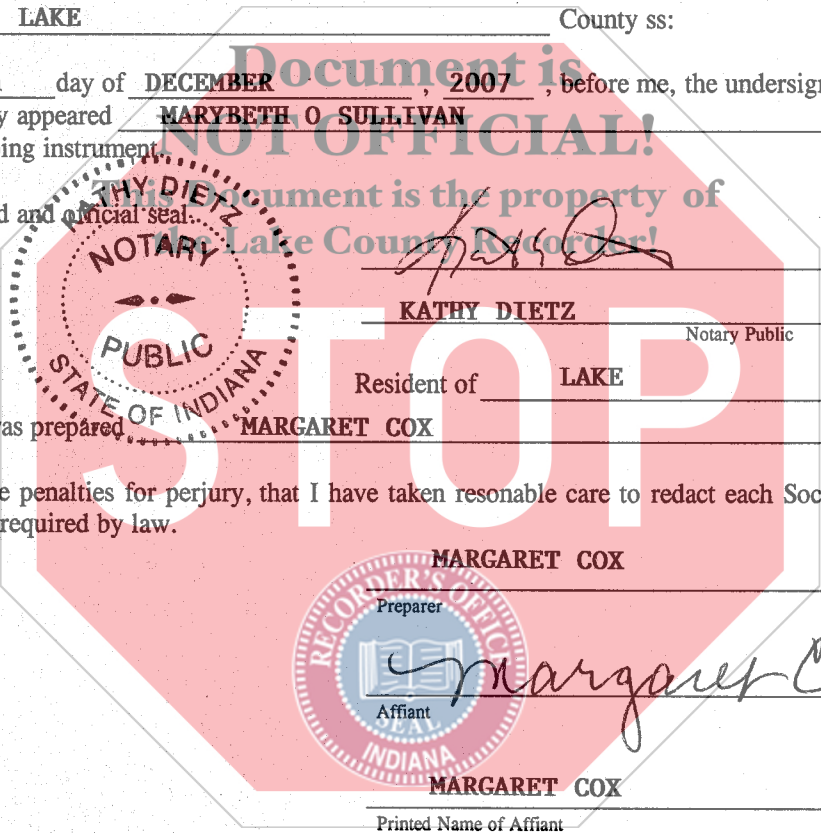 LAKE County ss:
Document is
day of DECEMBER , 2007 , before me, the undersign
y appeared MARYBETH O SULLIVAN
NOT OFFICIAL!
ing instrument.
This Document is the property of
d and official seal.
the Lake County Recorder!
KATHY DIETZ
NOTARY
PUBLIC
STATE OF INDIANA
KATHY DIETZ
Notary Public
Resident of LAKE
STOP
as prepared MARGARET COX
e penalties for perjury, that I have taken resonable care to redact each Soc
required by law.
MARGARET COX
Preparer
RECORDER'S OFFICE
Margaret C
Affiant
SEAL
INDIANA
MARGARET COX
Printed Name of Affiant